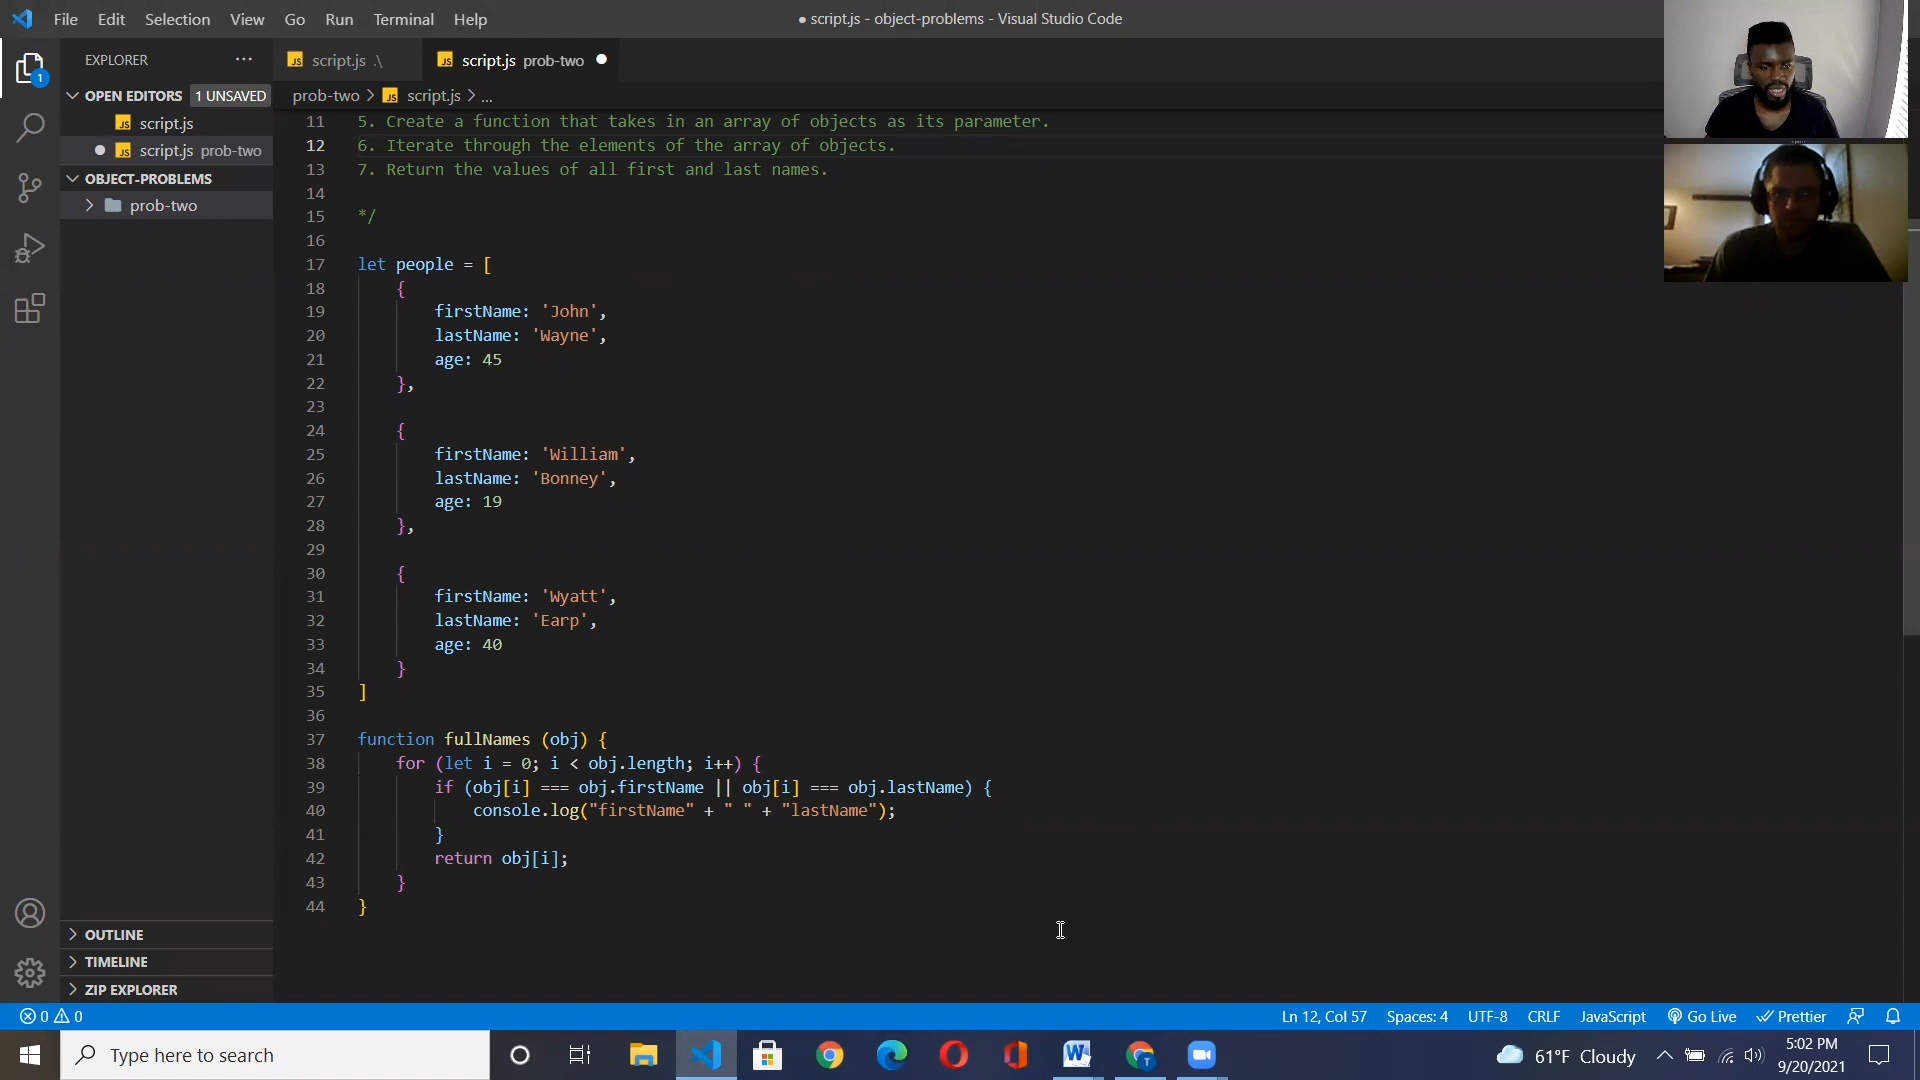 File Edit Selection View Go Run Terminal Help
● script.js - object-problems - Visual Studio Code
EXPLORER ...
JS script.js .\
JS script.js prob-two ●
OPEN EDITORS 1 UNSAVED
JS script.js
● JS script.js prob-two
OBJECT-PROBLEMS
prob-two
prob-two > JS script.js > ...
1
11 5. Create a function that takes in an array of objects as its parameter.
12 6. Iterate through the elements of the array of objects.
13 7. Return the values of all first and last names.
14
15 */
16
17 let people = [
18 {
19 firstName: 'John',
20 lastName: 'Wayne',
21 age: 45
22 },
23
24 {
25 firstName: 'William',
26 lastName: 'Bonney',
27 age: 19
28 },
29
30 {
31 firstName: 'Wyatt',
32 lastName: 'Earp',
33 age: 40
34 }
35 ]
36
37 function fullNames (obj) {
38 for (let i = 0; i < obj.length; i++) {
39 if (obj[i] === obj.firstName || obj[i] === obj.lastName) {
40 console.log("firstName" + " " + "lastName");
41 }
42 return obj[i];
43 }
44 }
OUTLINE
TIMELINE
ZIP EXPLORER
0 0
Ln 12, Col 57 Spaces: 4 UTF-8 CRLF JavaScript Go Live Prettier
Type here to search
61°F Cloudy
5:02 PM
9/20/2021